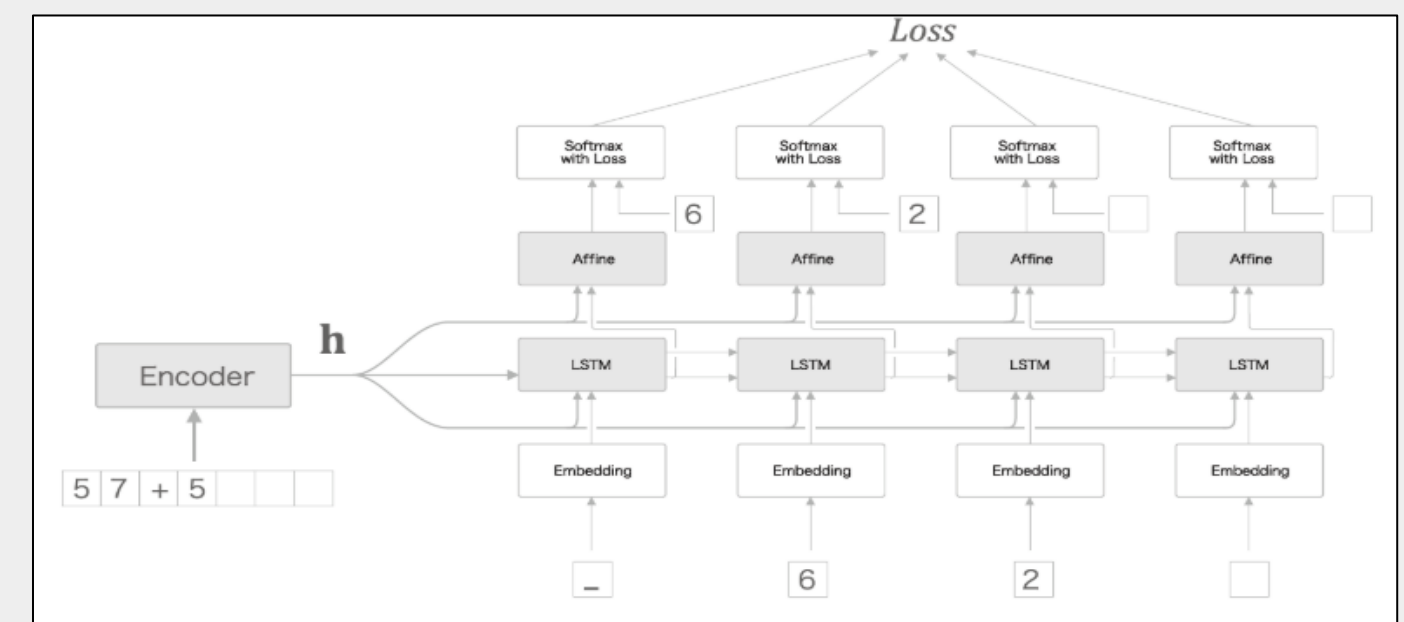 Loss
Softmax with Loss
Softmax with Loss
Softmax with Loss
Softmax with Loss
6
2
Affine
Affine
Affine
Affine
h
Encoder
LSTM
LSTM
LSTM
LSTM
5 7 + 5
Embedding
Embedding
Embedding
Embedding
_
6
2